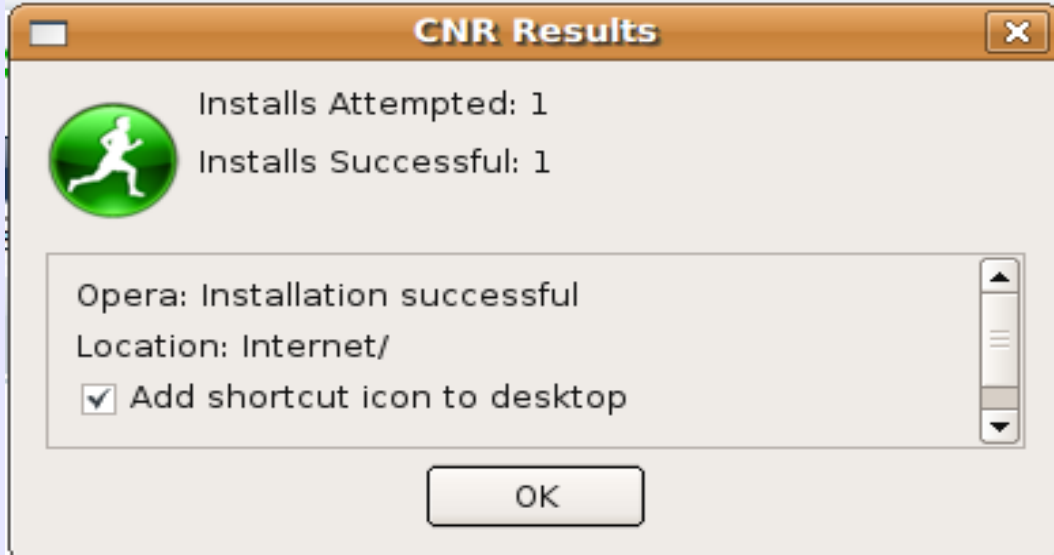 CNR Results
Installs Attempted: 1
Installs Successful: 1
Opera: Installation successful
Location: Internet/
Add shortcut icon to desktop
OK